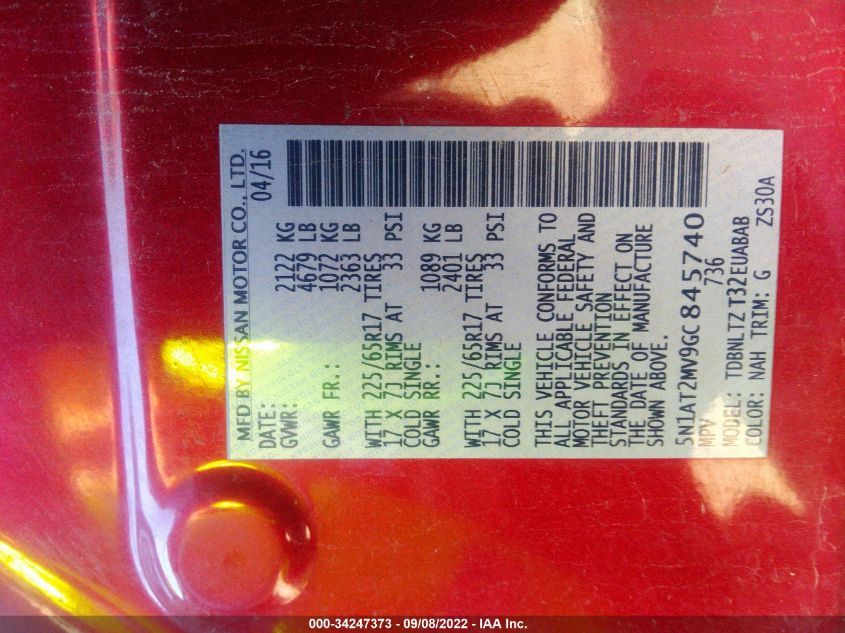 MFD BY NISSAN MOTOR CO., LTD.
DATE: 04/16
GVWR: 2122 KG
4679 LB
GAWR FR.: 1072 KG
2363 LB
WITH 225/65R17 TIRES
17 X 7J RIMS AT 33 PSI
COLD SINGLE
GAWR RR.: 1089 KG
2401 LB
WITH 225/65R17 TIRES
17 X 7J RIMS AT 33 PSI
COLD SINGLE
THIS VEHICLE CONFORMS TO
ALL APPLICABLE FEDERAL
MOTOR VEHICLE SAFETY AND
THEFT PREVENTION
STANDARDS IN EFFECT ON
THE DATE OF MANUFACTURE
SHOWN ABOVE.
5N1AT2MV9GC845740
MPV 736
MODEL: TDBNLTZ T32EUABAB
COLOR: NAH TRIM: G ZS30A
000-34247373 - 09/08/2022 - IAA Inc.